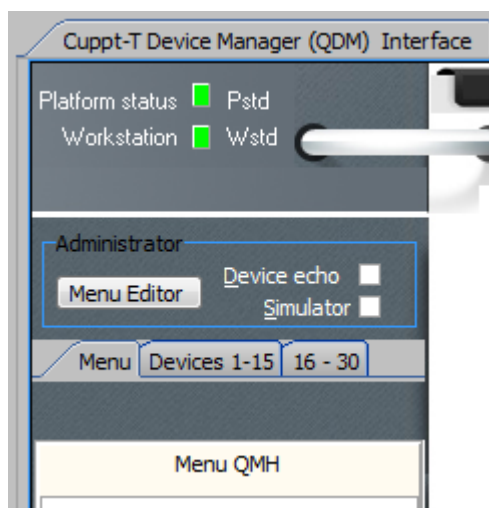 Cuppt-T Device Manager (QDM) Interface
Platform status Pstd
Workstation Wstd
Administrator
Menu Editor
Device echo
Simulator
Menu Devices 1-15 16 - 30
Menu QMH